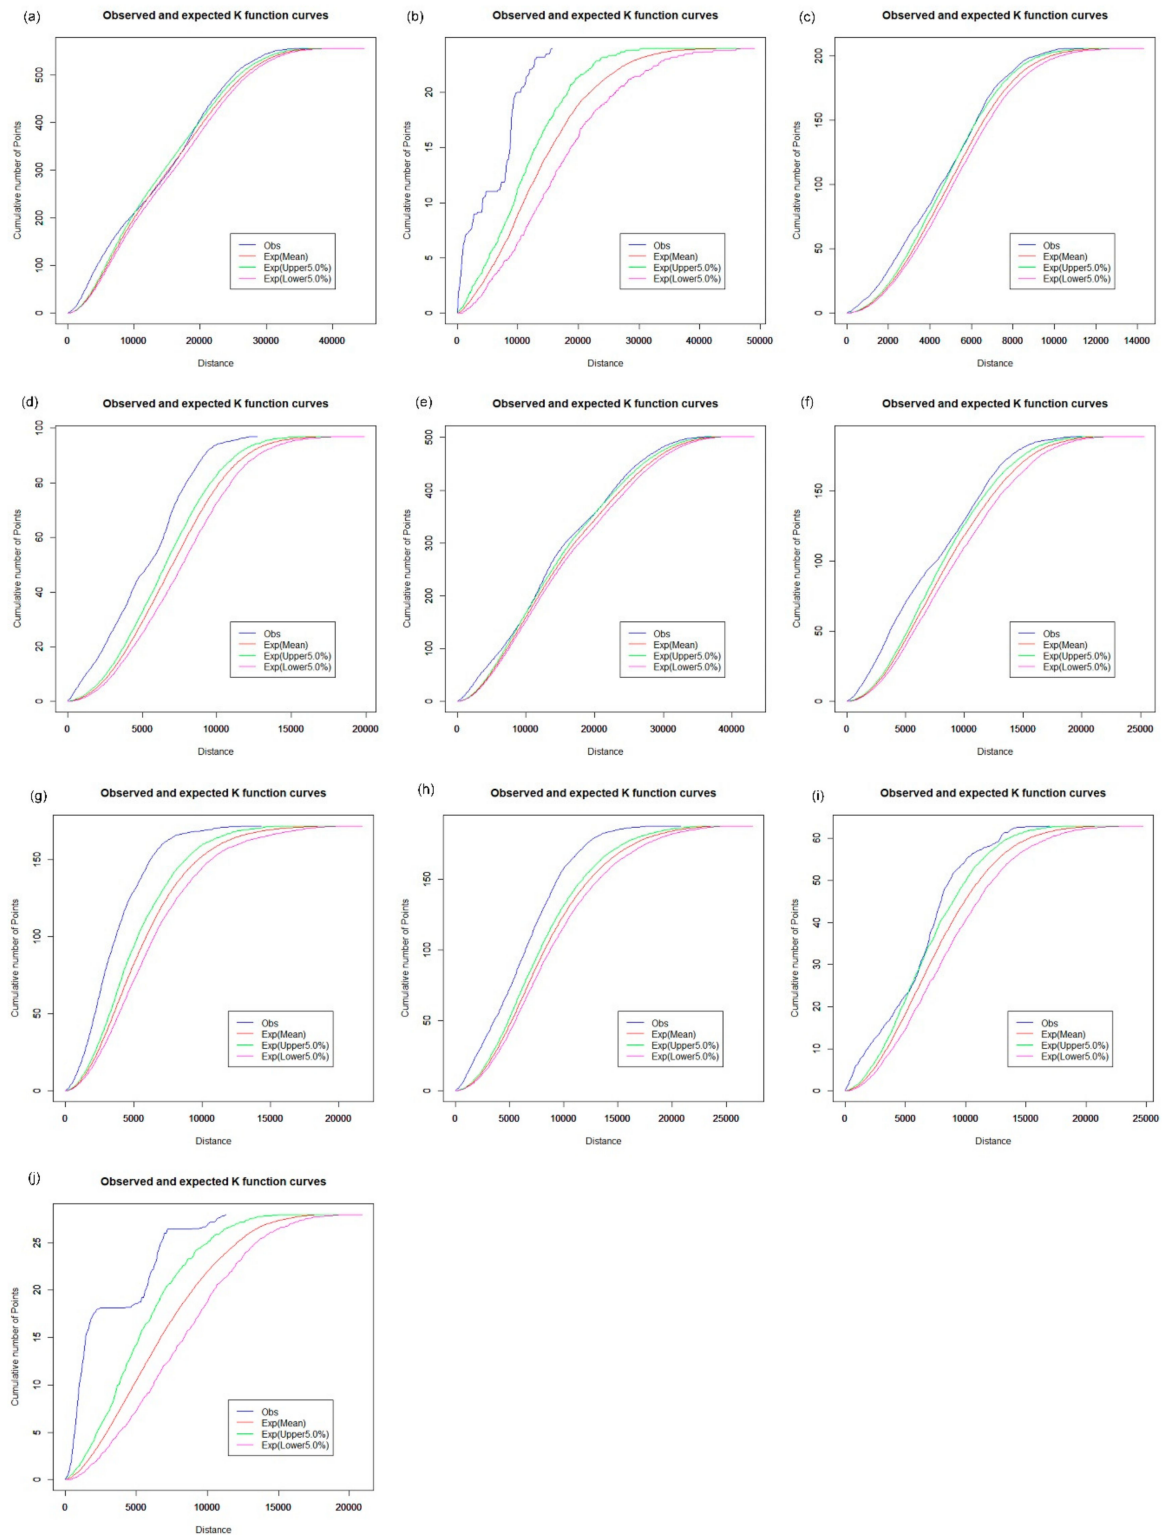 (a)
Observed and expected K function curves
Cumulative number of Points
0 100 200 300 400 500
Obs
Exp(Mean)
Exp(Upper5.0%)
Exp(Lower5.0%)
0 10000 20000 30000 40000
Distance
(b)
Observed and expected K function curves
Cumulative number of Points
0 5 10 15 20
Obs
Exp(Mean)
Exp(Upper5.0%)
Exp(Lower5.0%)
0 10000 20000 30000 40000 50000
Distance
(c)
Observed and expected K function curves
Cumulative number of Points
0 50 100 150 200
Obs
Exp(Mean)
Exp(Upper5.0%)
Exp(Lower5.0%)
0 2000 4000 6000 8000 10000 12000 14000
Distance
(d)
Observed and expected K function curves
Cumulative number of Points
0 20 40 60 80 100
Obs
Exp(Mean)
Exp(Upper5.0%)
Exp(Lower5.0%)
0 5000 10000 15000 20000
Distance
(e)
Observed and expected K function curves
Cumulative number of Points
0 100 200 300 400 500
Obs
Exp(Mean)
Exp(Upper5.0%)
Exp(Lower5.0%)
0 10000 20000 30000 40000
Distance
(f)
Observed and expected K function curves
Cumulative number of Points
0 50 100 150
Obs
Exp(Mean)
Exp(Upper5.0%)
Exp(Lower5.0%)
0 5000 10000 15000 20000 25000
Distance
(g)
Observed and expected K function curves
Cumulative number of Points
0 50 100 150
Obs
Exp(Mean)
Exp(Upper5.0%)
Exp(Lower5.0%)
0 5000 10000 15000 20000
Distance
(h)
Observed and expected K function curves
Cumulative number of Points
0 50 100 150
Obs
Exp(Mean)
Exp(Upper5.0%)
Exp(Lower5.0%)
0 5000 10000 15000 20000 25000
Distance
(i)
Observed and expected K function curves
Cumulative number of Points
0 10 20 30 40 50 60
Obs
Exp(Mean)
Exp(Upper5.0%)
Exp(Lower5.0%)
0 5000 10000 15000 20000 25000
Distance
(j)
Observed and expected K function curves
Cumulative number of Points
0 5 10 15 20 25
Obs
Exp(Mean)
Exp(Upper5.0%)
Exp(Lower5.0%)
0 5000 10000 15000 20000
Distance